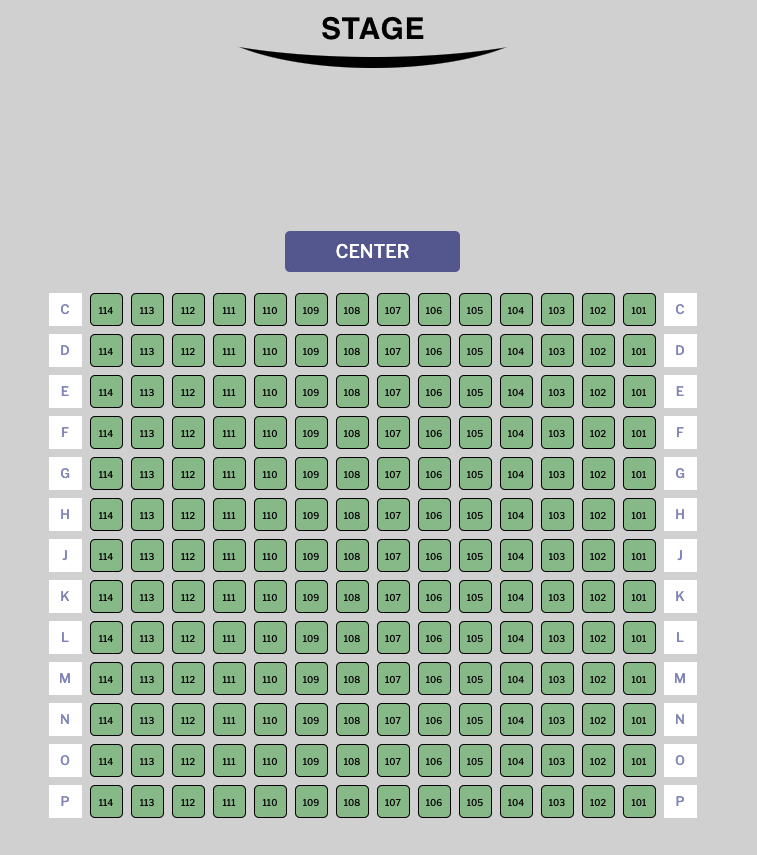 STAGE
CENTER
C 114 113 112 111 110 109 108 107 106 105 104 103 102 101 C
D 114 113 112 111 110 109 108 107 106 105 104 103 102 101 D
E 114 113 112 111 110 109 108 107 106 105 104 103 102 101 E
F 114 113 112 111 110 109 108 107 106 105 104 103 102 101 F
G 114 113 112 111 110 109 108 107 106 105 104 103 102 101 G
H 114 113 112 111 110 109 108 107 106 105 104 103 102 101 H
J 114 113 112 111 110 109 108 107 106 105 104 103 102 101 J
K 114 113 112 111 110 109 108 107 106 105 104 103 102 101 K
L 114 113 112 111 110 109 108 107 106 105 104 103 102 101 L
M 114 113 112 111 110 109 108 107 106 105 104 103 102 101 M
N 114 113 112 111 110 109 108 107 106 105 104 103 102 101 N
O 114 113 112 111 110 109 108 107 106 105 104 103 102 101 O
P 114 113 112 111 110 109 108 107 106 105 104 103 102 101 P